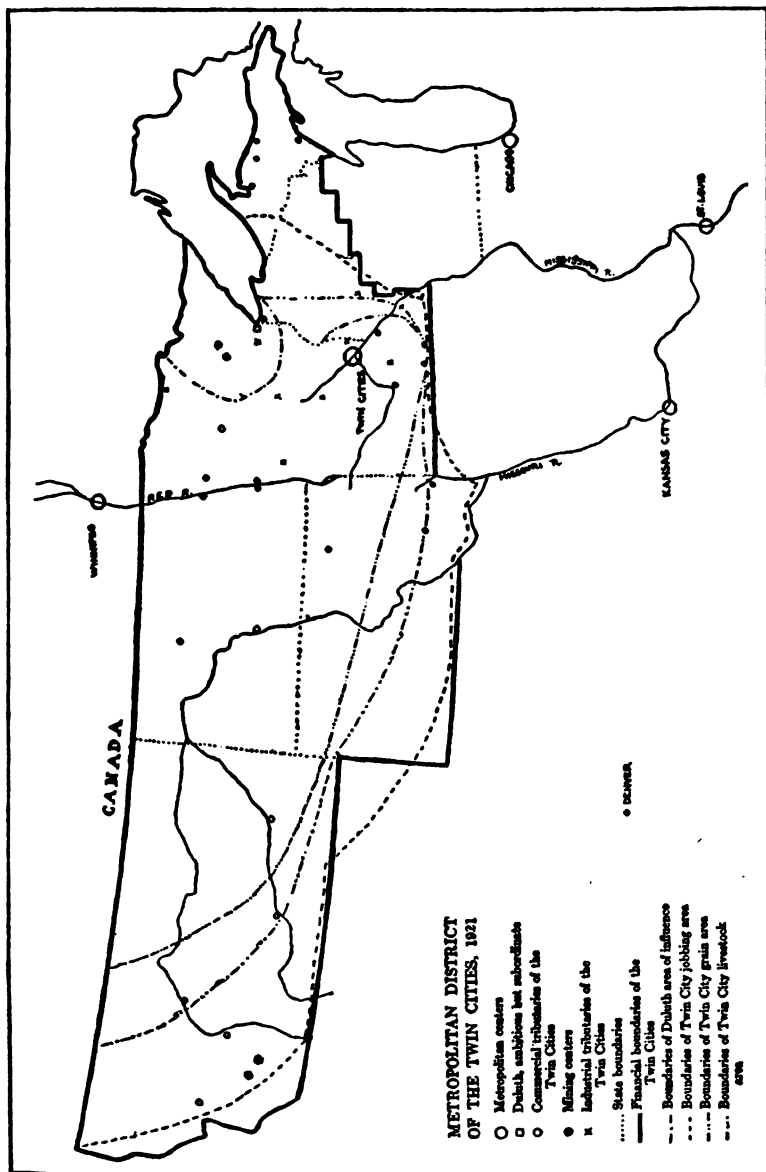 METROPOLITAN DISTRICT
OF THE TWIN CITIES, 1921
Metropolitan centers
Duluth, ambitious but subordinate
Commercial tributaries of the
Twin Cities
Mining centers
Industrial tributaries of the
Twin Cities
State boundaries
Financial boundaries of the
Twin Cities
Boundaries of Duluth area of influence
Boundaries of Twin City jobbing area
Boundaries of Twin City grain area
Boundaries of Twin City livestock
area
CANADA
WINNIPEG
RED R.
TWIN CITIES
D
CHICAGO
MISSISSIPPI R.
ST. LOUIS
MISSOURI R.
KANSAS CITY
DENVER